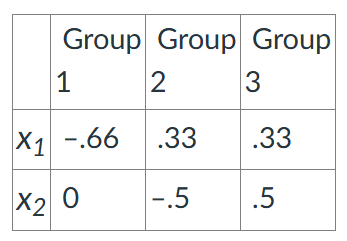 Group Group Group
1 2 3
x1 –.66 .33 .33
x2 0 –.5 .5